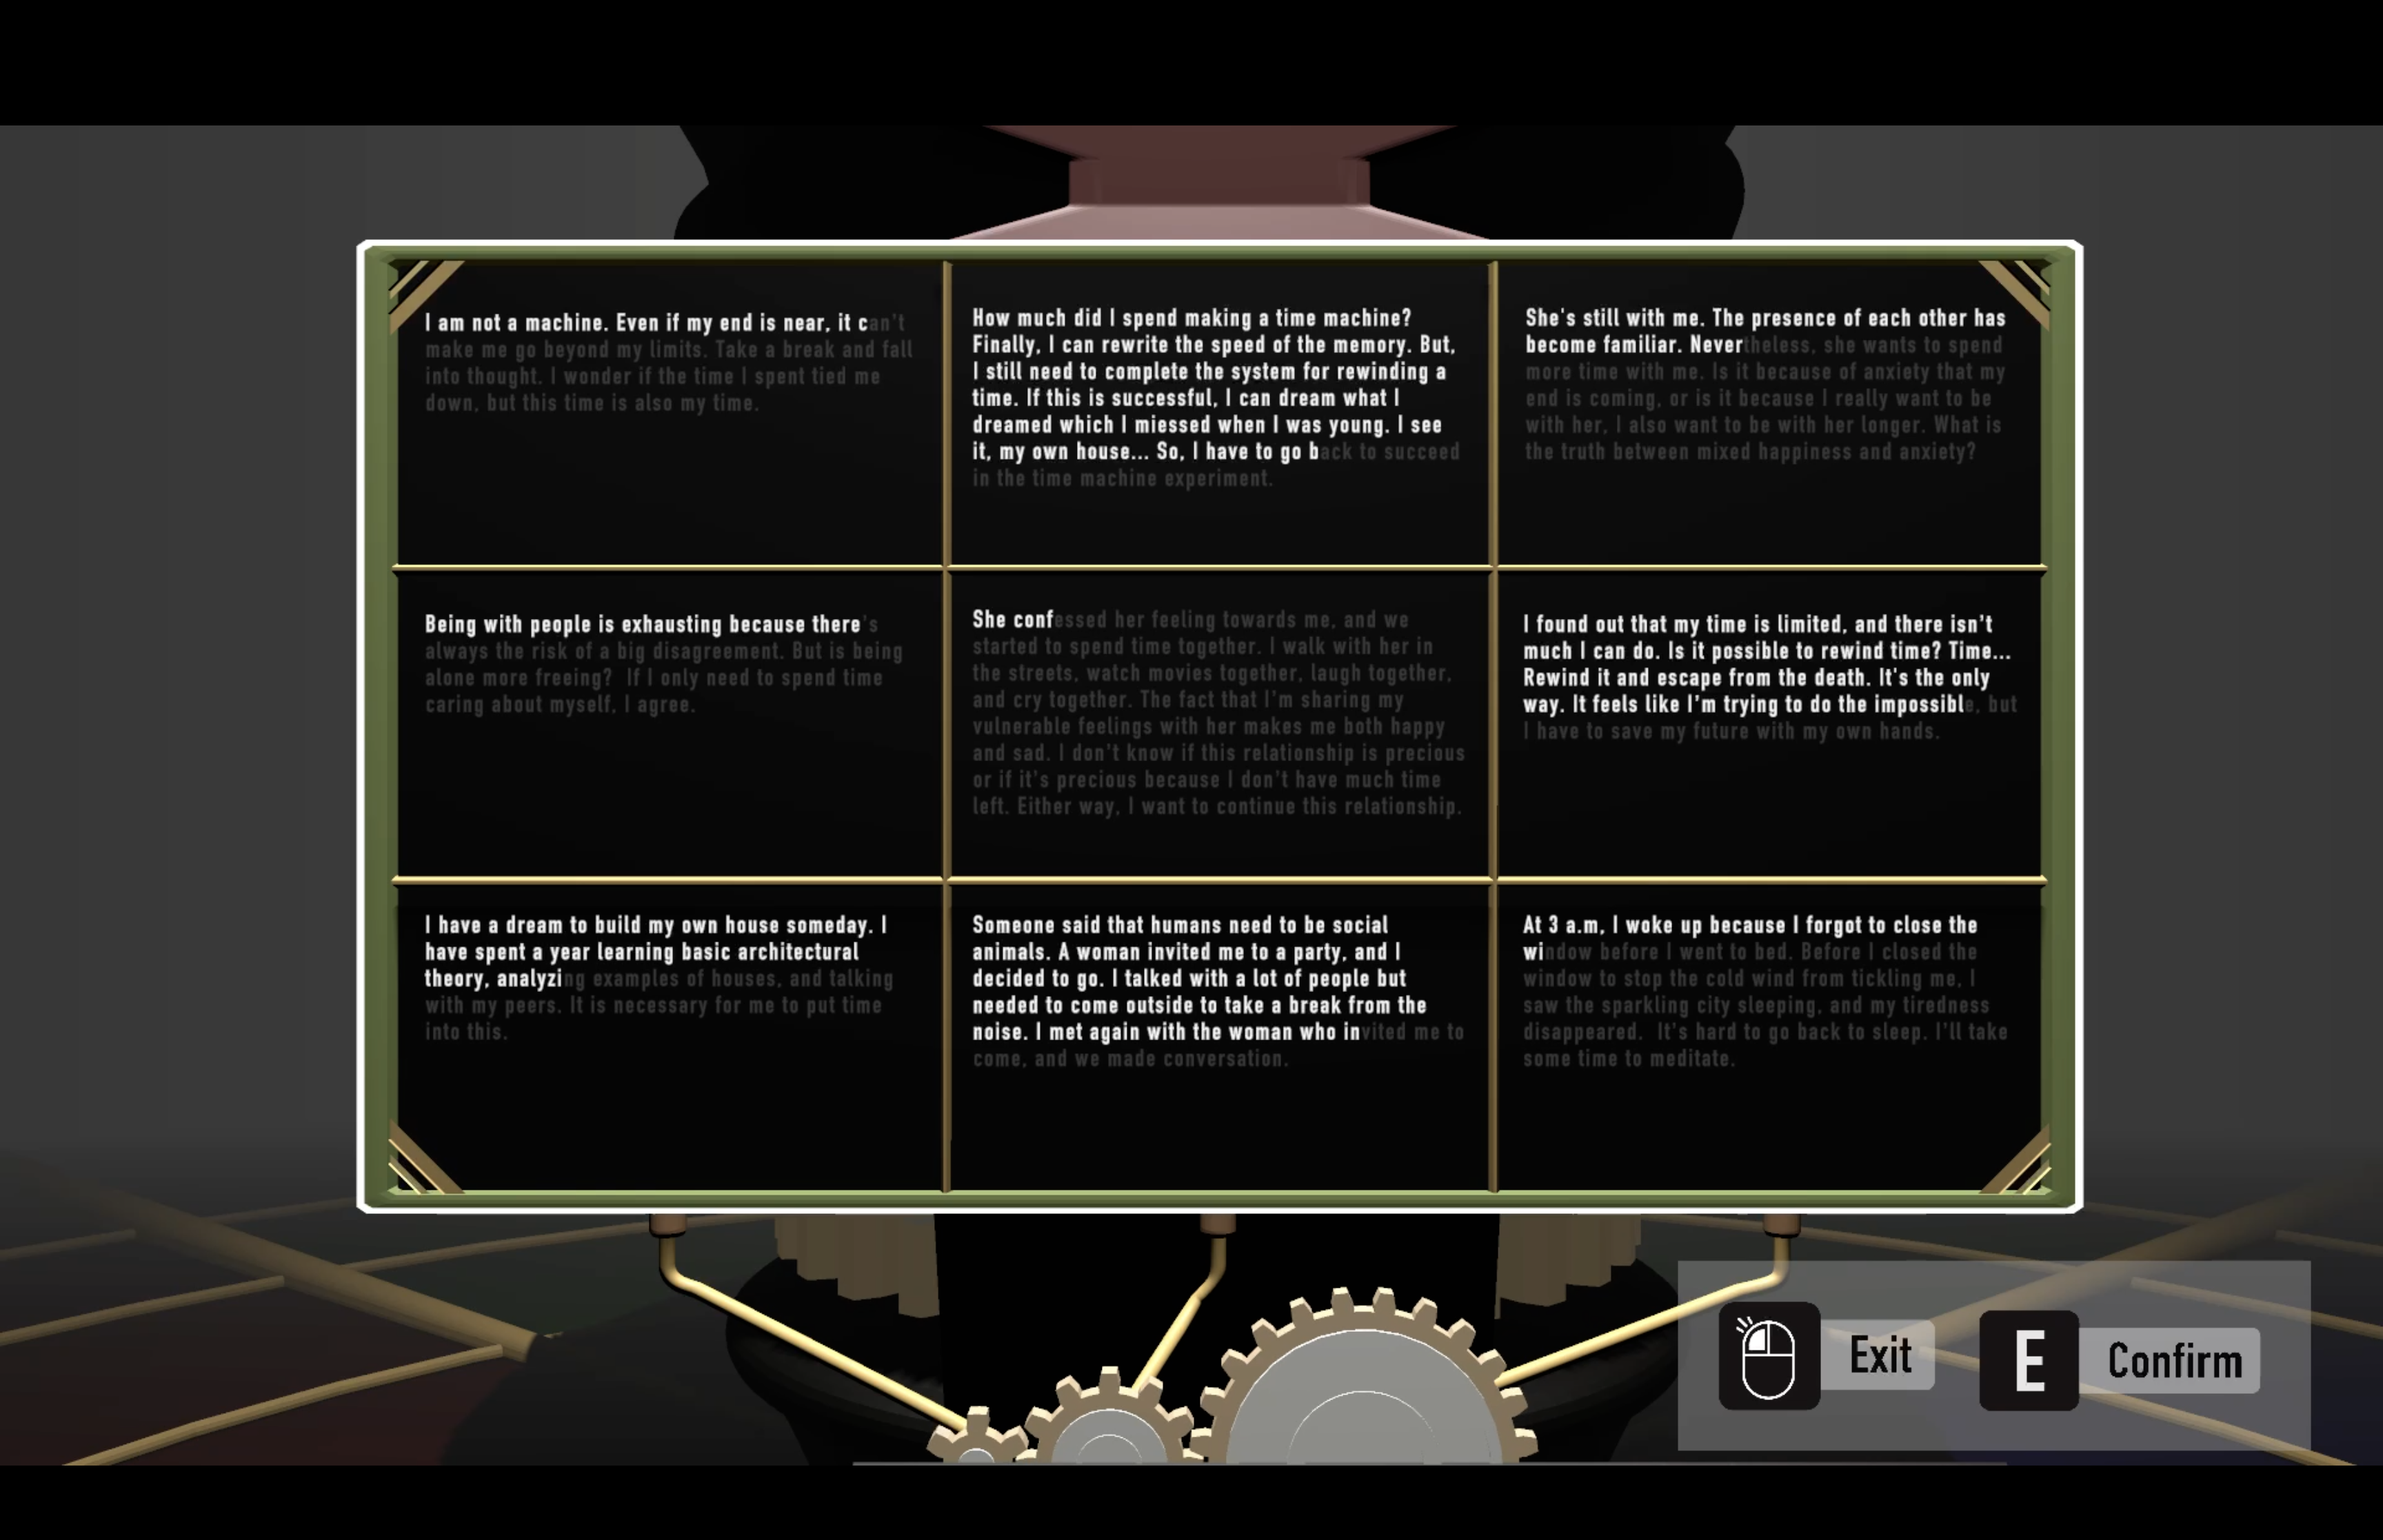 I am not a machine. Even if my end is near, it can't
make me go beyond my limits. Take a break and fall
into thought. I wonder if the time I spent tied me
down, but this time is also my time.
How much did I spend making a time machine?
Finally, I can rewrite the speed of the memory. But,
I still need to complete the system for rewinding a
time. If this is successful, I can dream what I
dreamed which I miessed when I was young. I see
it, my own house... So, I have to go back to succeed
in the time machine experiment.
She's still with me. The presence of each other has
become familiar. Nevertheless, she wants to spend
more time with me. Is it because of anxiety that my
end is coming, or is it because I really want to be
with her, I also want to be with her longer. What is
the truth between mixed happiness and anxiety?
Being with people is exhausting because there's
always the risk of a big disagreement. But is being
alone more freeing?  If I only need to spend time
caring about myself, I agree.
She confessed her feeling towards me, and we
started to spend time together. I walk with her in
the streets, watch movies together, laugh together,
and cry together. The fact that I'm sharing my
vulnerable feelings with her makes me both happy
and sad. I don't know if this relationship is precious
or if it's precious because I don't have much time
left. Either way, I want to continue this relationship.
I found out that my time is limited, and there isn't
much I can do. Is it possible to rewind time? Time...
Rewind it and escape from the death. It's the only
way. It feels like I'm trying to do the impossible, but
I have to save my future with my own hands.
I have a dream to build my own house someday. I
have spent a year learning basic architectural
theory, analyzing examples of houses, and talking
with my peers. It is necessary for me to put time
into this.
Someone said that humans need to be social
animals. A woman invited me to a party, and I
decided to go. I talked with a lot of people but
needed to come outside to take a break from the
noise. I met again with the woman who invited me to
come, and we made conversation.
At 3 a.m, I woke up because I forgot to close the
window before I went to bed. Before I closed the
window to stop the cold wind from tickling me, I
saw the sparkling city sleeping, and my tiredness
disappeared.  It's hard to go back to sleep. I'll take
some time to meditate.
Exit
E
Confirm